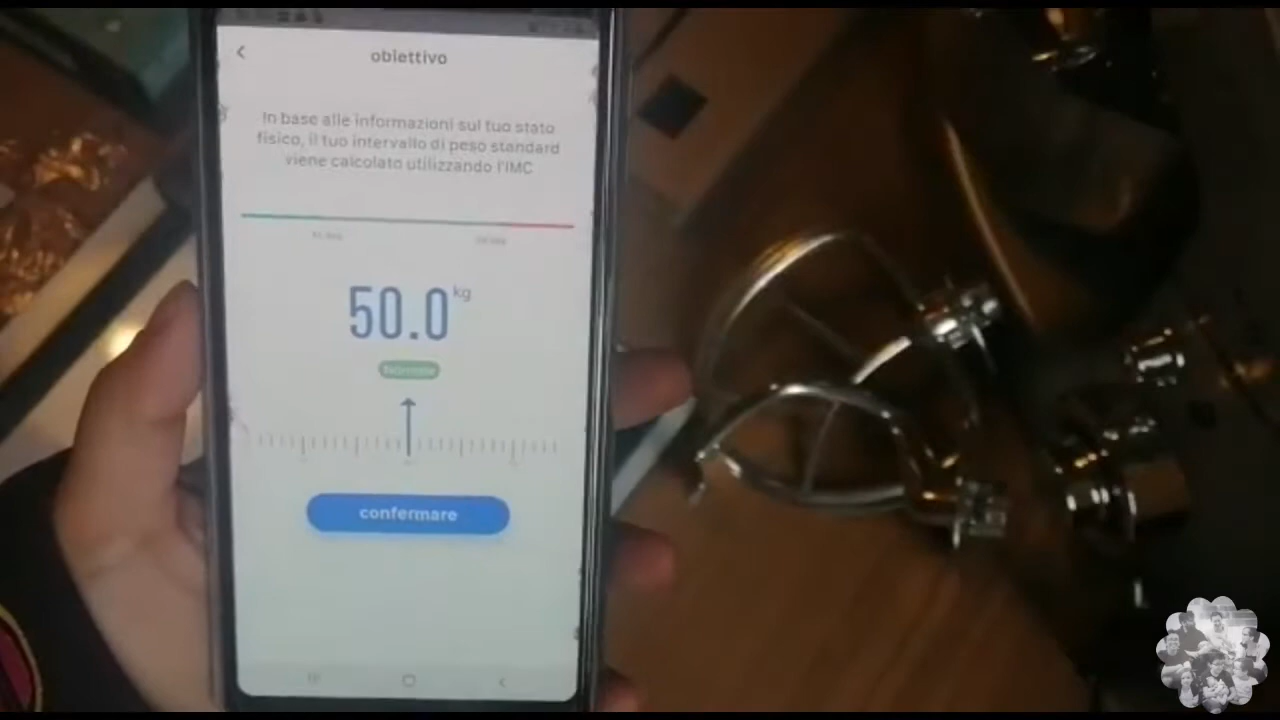 obiettivo
In base alle informazioni sul tuo stato
fisico, il tuo intervallo di peso standard
viene calcolato utilizzando l'IMC
50.0 kg
confermare